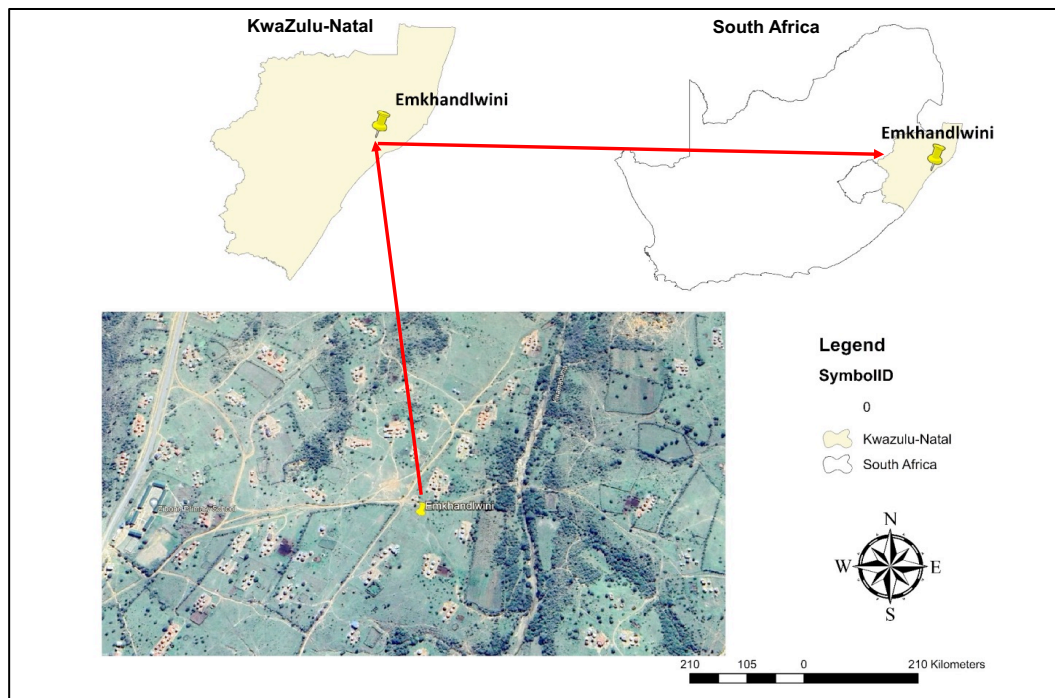 KwaZulu-Natal
South Africa
Emkhandlwini
Emkhandlwini
Emkhandlwini
Legend
SymbolID
0
Kwazulu-Natal
South Africa
N
W E
S
210 105 0 210 Kilometers